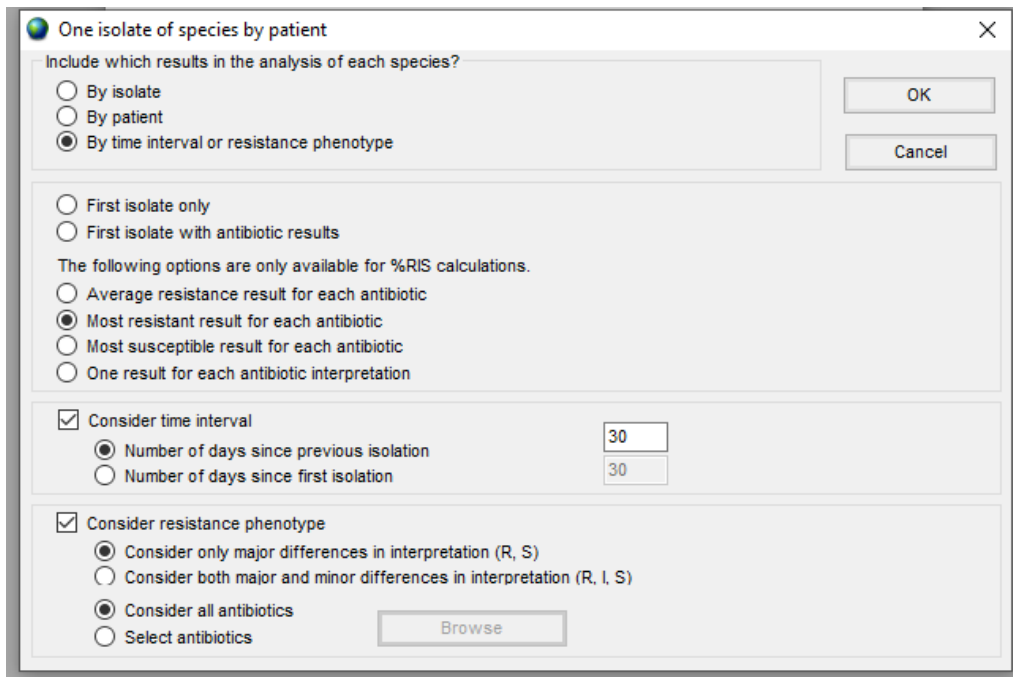 One isolate of species by patient
Include which results in the analysis of each species?
By isolate
By patient
By time interval or resistance phenotype
OK
Cancel
First isolate only
First isolate with antibiotic results
The following options are only available for %RIS calculations.
Average resistance result for each antibiotic
Most resistant result for each antibiotic
Most susceptible result for each antibiotic
One result for each antibiotic interpretation
Consider time interval
Number of days since previous isolation 30
Number of days since first isolation 30
Consider resistance phenotype
Consider only major differences in interpretation (R, S)
Consider both major and minor differences in interpretation (R, I, S)
Consider all antibiotics
Select antibiotics
Browse